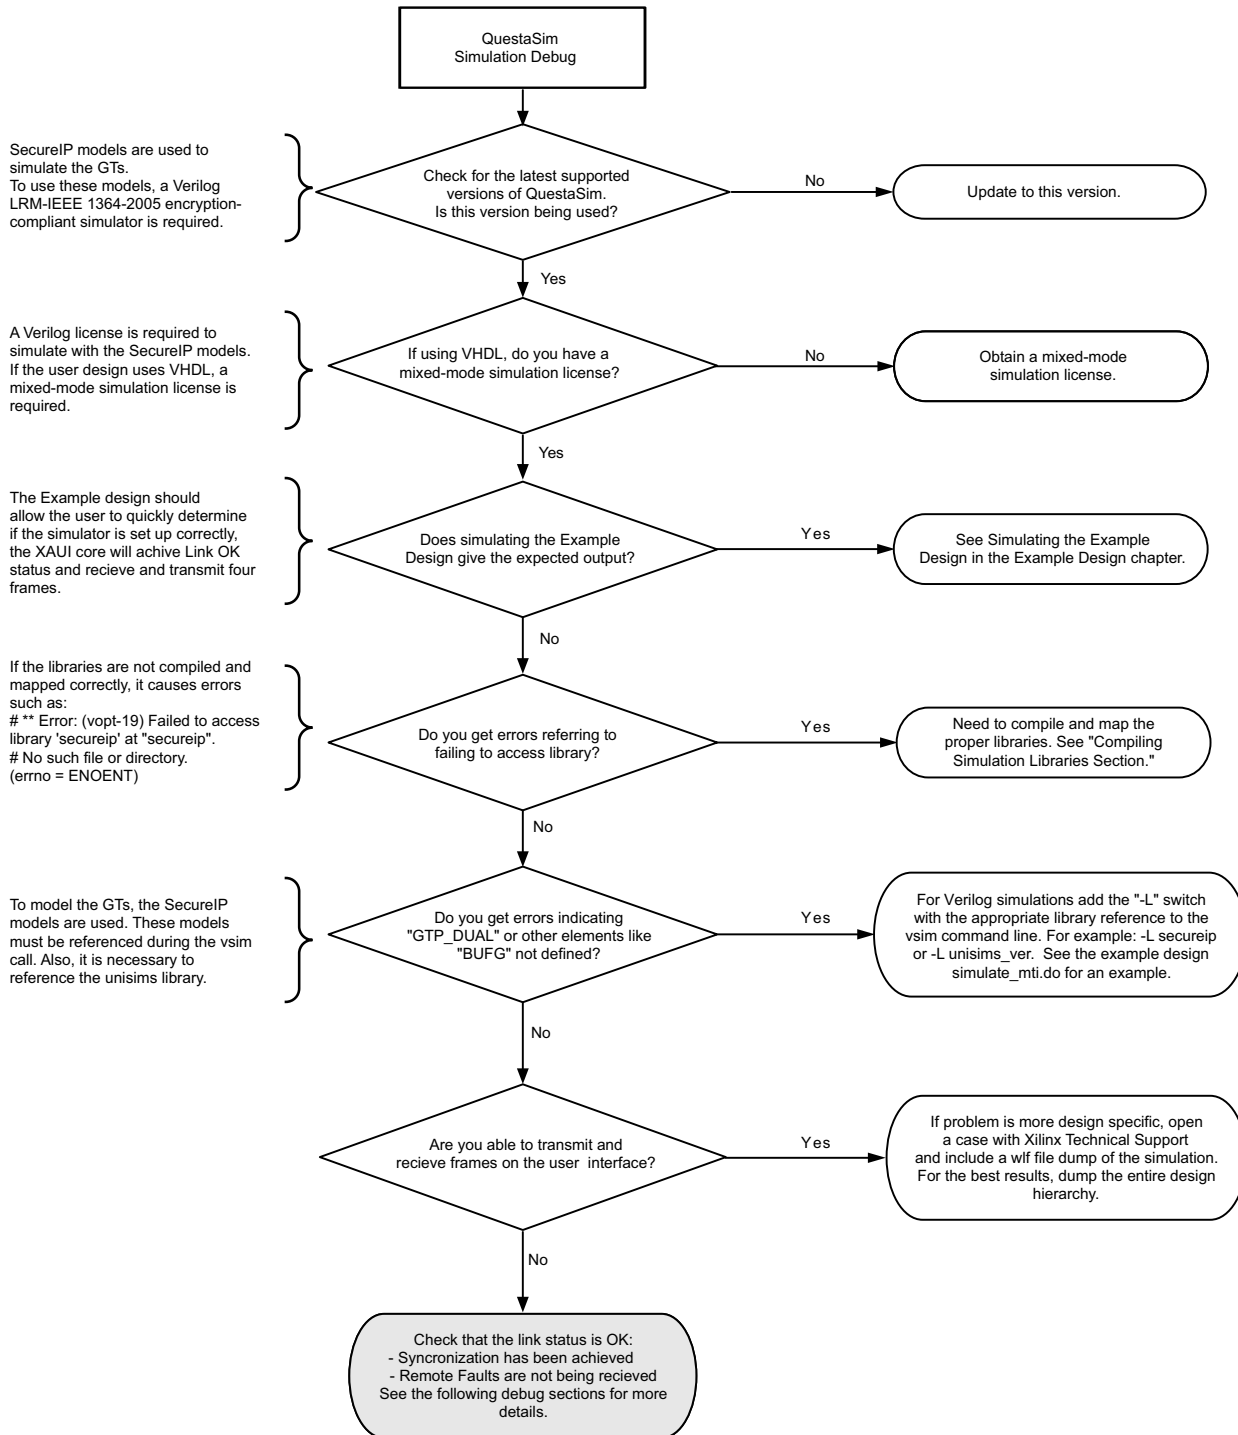 QuestaSim
Simulation Debug
SecureIP models are used to
simulate the GTs.
To use these models, a Verilog
LRM-IEEE 1364-2005 encryption-
compliant simulator is required.
Check for the latest supported
versions of QuestaSim.
Is this version being used?
No
Update to this version.
Yes
A Verilog license is required to
simulate with the SecureIP models.
If the user design uses VHDL, a
mixed-mode simulation license is
required.
If using VHDL, do you have a
mixed-mode simulation license?
No
Obtain a mixed-mode
simulation license.
Yes
The Example design should
allow the user to quickly determine
if the simulator is set up correctly,
the XAUI core will achive Link OK
status and recieve and transmit four
frames.
Does simulating the Example
Design give the expected output?
Yes
See Simulating the Example
Design in the Example Design chapter.
No
If the libraries are not compiled and
mapped correctly, it causes errors
such as:
# ** Error: (vopt-19) Failed to access
library 'secureip' at "secureip".
# No such file or directory.
(errno = ENOENT)
Do you get errors referring to
failing to access library?
Yes
Need to compile and map the
proper libraries. See "Compiling
Simulation Libraries Section."
No
To model the GTs, the SecureIP
models are used. These models
must be referenced during the vsim
call. Also, it is necessary to
reference the unisims library.
Do you get errors indicating
"GTP_DUAL" or other elements like
"BUFG" not defined?
Yes
For Verilog simulations add the "-L" switch
with the appropriate library reference to the
vsim command line. For example: -L secureip
or -L unisims_ver. See the example design
simulate_mti.do for an example.
No
Are you able to transmit and
recieve frames on the user interface?
Yes
If problem is more design specific, open
a case with Xilinx Technical Support
and include a wlf file dump of the simulation.
For the best results, dump the entire design
hierarchy.
No
Check that the link status is OK:
- Syncronization has been achieved
- Remote Faults are not being recieved
See the following debug sections for more
details.